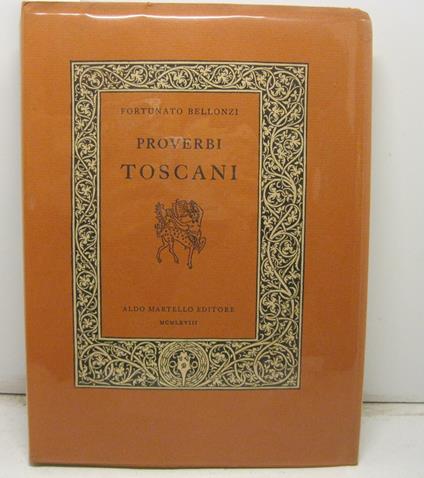 FORTUNATO BELLONZI
PROVERBI
TOSCANI
ALDO MARTELLO EDITORE
MCMLXVIII